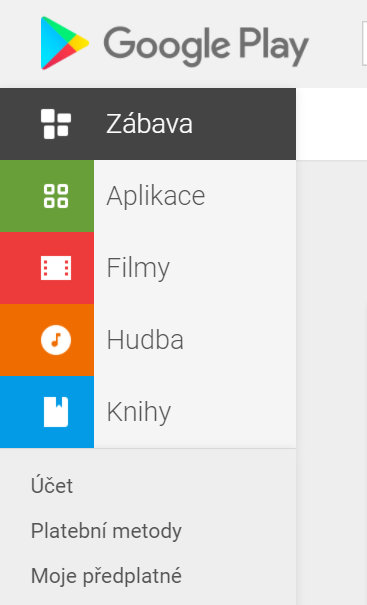 Google Play
Zábava
Aplikace
Filmy
Hudba
Knihy
Účet
Platební metody
Moje předplatné